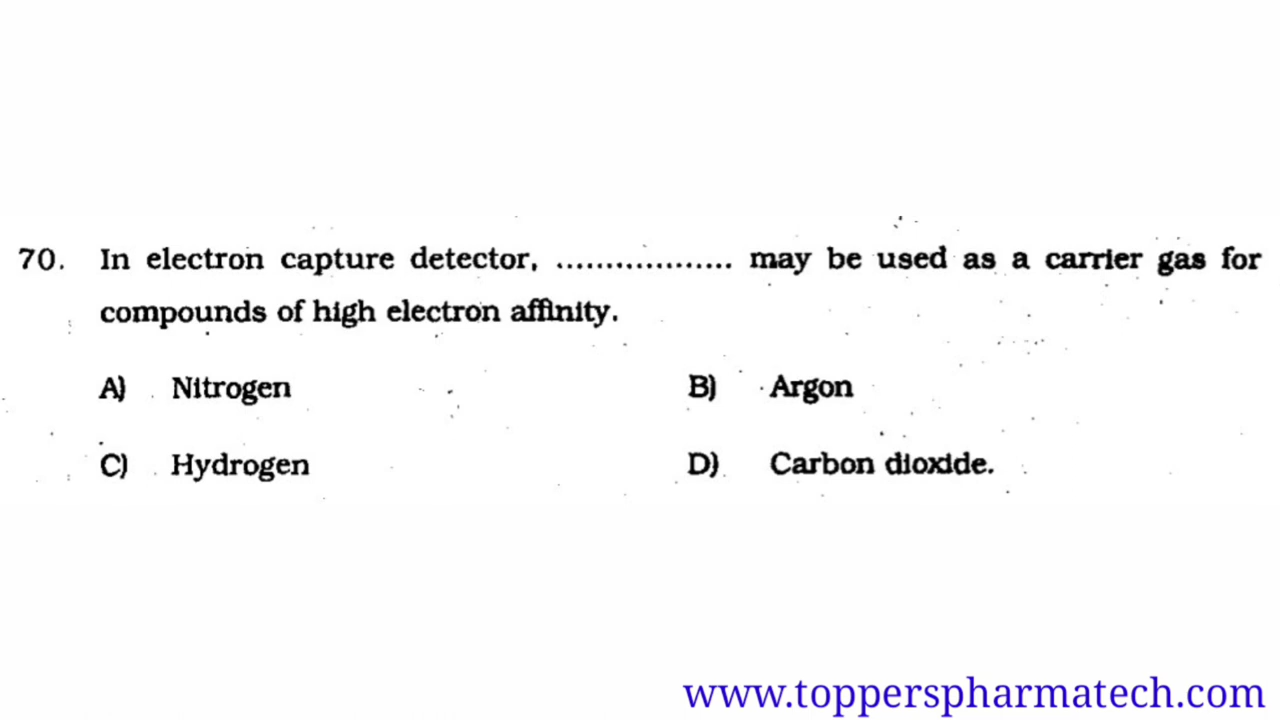 70. In electron capture detector, .................. may be used as a carrier gas for
compounds of high electron affinity.
A) Nitrogen B) Argon
C) Hydrogen D) Carbon dioxide.
www.topperspharmatech.com